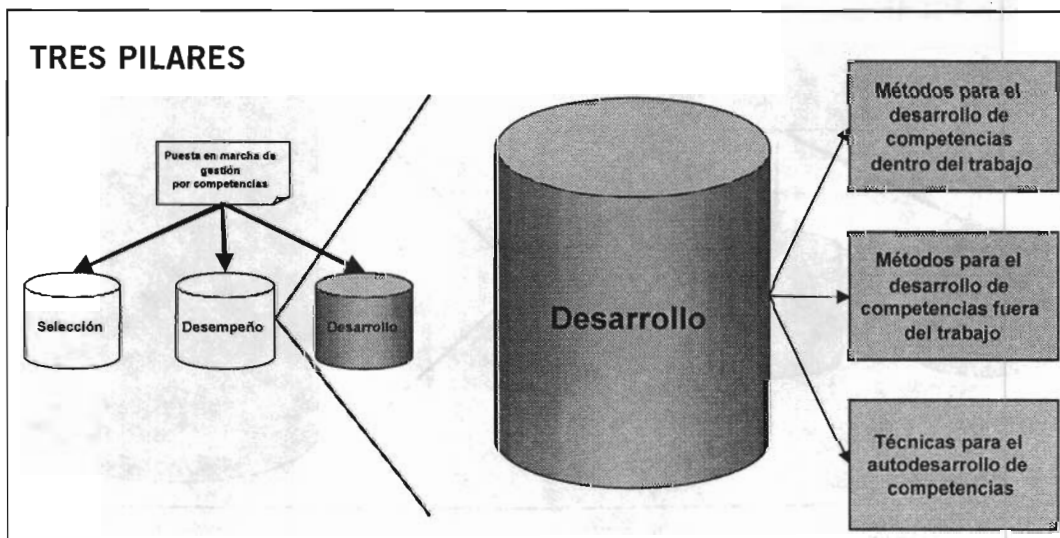 TRES PILARES
Puesta en marcha de
gestión
por competencias
Selección
Desempeño
Desarrollo
Desarrollo
Métodos para el
desarrollo de
competencias
dentro del trabajo
Métodos para el
desarrollo de
competencias fuera
del trabajo
Técnicas para el
autodesarrollo de
competencias